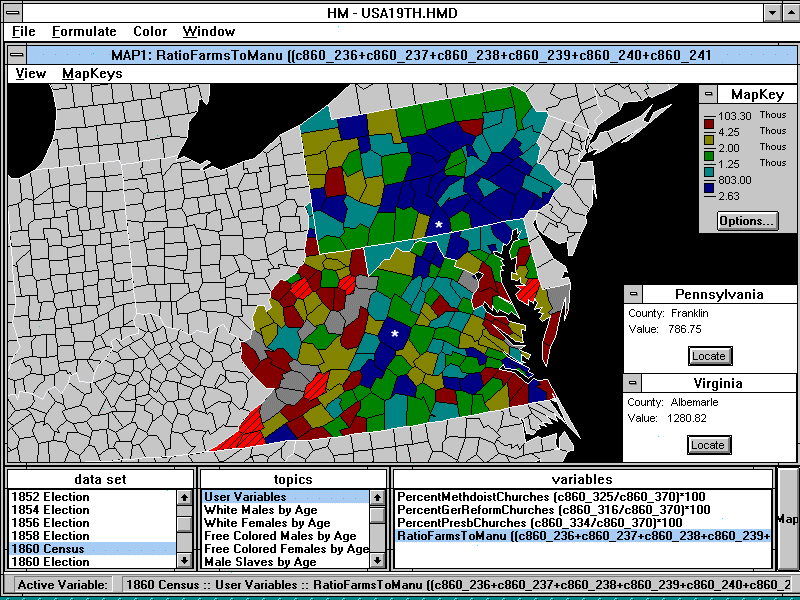 HM - USA19TH.HMD
File Formulate Color Window
MAP1: RatioFarmsToManu ((c860_236+c860_237+c860_238+c860_239+c860_240+c860_241
View MapKeys
MapKey
103.30 Thous
4.25 Thous
2.00 Thous
1.25 Thous
803.00
2.63
Options...
*
*
Pennsylvania
County: Franklin
Value: 786.75
Locate
Virginia
County: Albemarle
Value: 1280.82
Locate
data set
1852 Election
1854 Election
1856 Election
1858 Election
1860 Census
1860 Election
topics
User Variables
White Males by Age
White Females by Age
Free Colored Males by Age
Free Colored Females by Age
Male Slaves by Age
variables
PercentMethdoistChurches (c860_325/c860_370)*100
PercentGerReformChurches (c860_316/c860_370)*100
PercentPresbChurches (c860_334/c860_370)*100
RatioFarmsToManu ((c860_236+c860_237+c860_238+c860_239+
Map
Active Variable: 1860 Census :: User Variables :: RatioFarmsToManu ((c860_236+c860_237+c860_238+c860_239+c860_240+c860_2